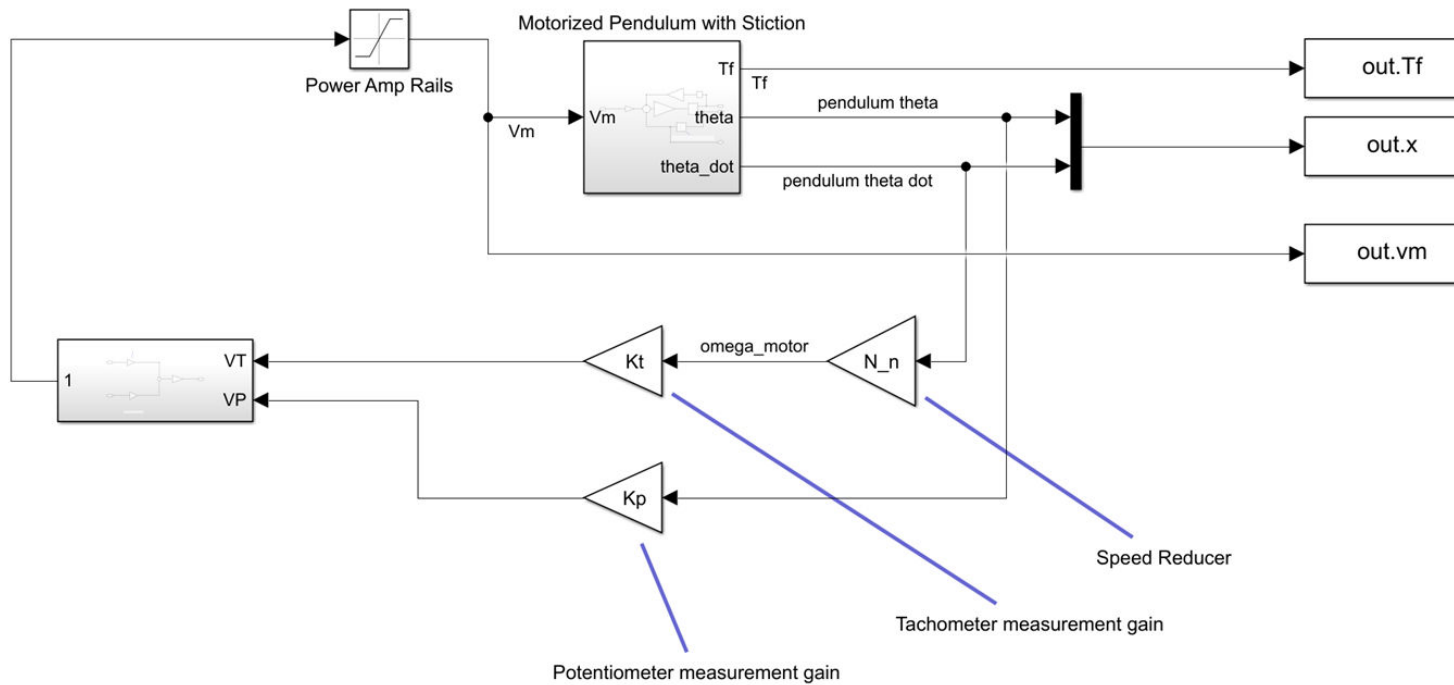 Motorized Pendulum with Stiction
Power Amp Rails
Vm
Vm
Tf
theta
theta_dot
Tf
pendulum theta
pendulum theta dot
out.Tf
out.x
out.vm
1
VT
VP
Kt
omega_motor
N_n
Kp
Speed Reducer
Tachometer measurement gain
Potentiometer measurement gain